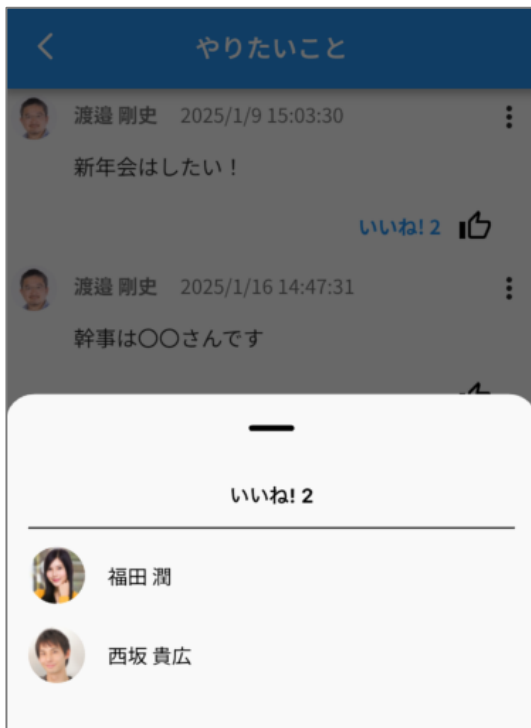 やりたいこと
渡邉 剛史 2025/1/9 15:03:30
新年会はしたい！
いいね! 2
渡邉 剛史 2025/1/16 14:47:31
幹事は〇〇さんです
いいね! 2
福田 潤
西坂 貴広